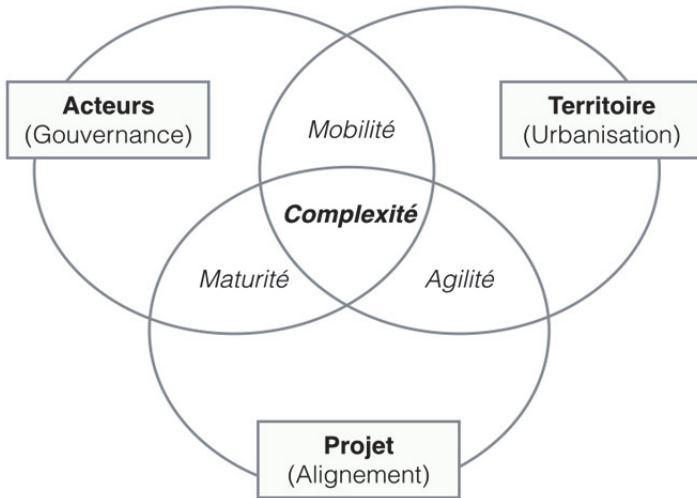 Acteurs
(Gouvernance)
Territoire
(Urbanisation)
Mobilité
Complexité
Maturité
Agilité
Projet
(Alignement)